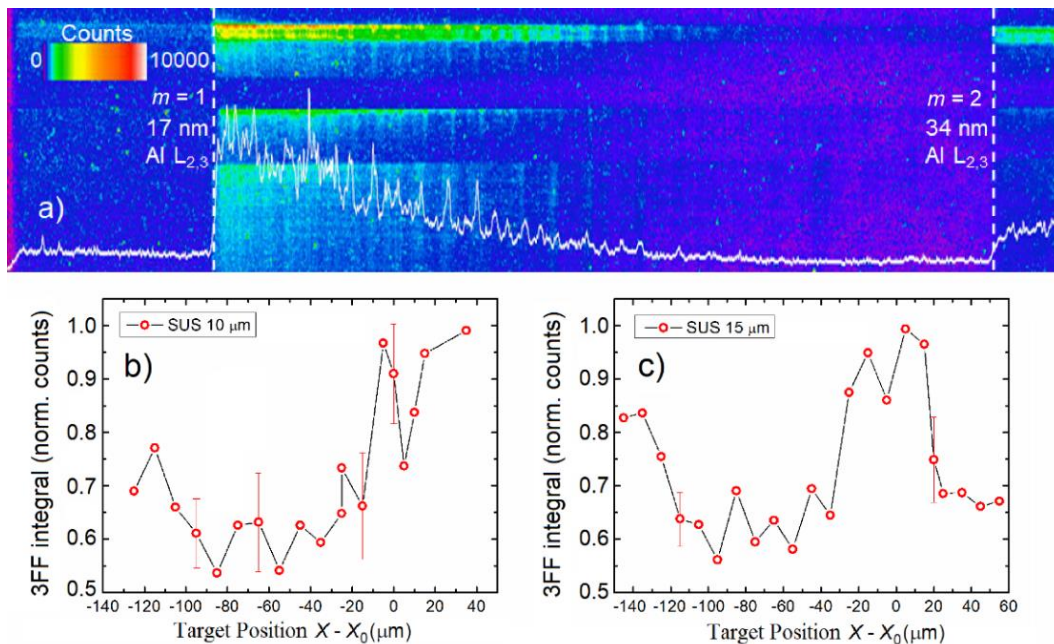 Counts
0 10000
m = 1
17 nm
Al L2,3
m = 2
34 nm
Al L2,3
a)
b)
SUS 10 μm
3FF integral (norm. counts)
1.0
0.9
0.8
0.7
0.6
0.5
-140 -120 -100 -80 -60 -40 -20 0 20 40
Target Position X - X0(μm)
c)
SUS 15 μm
3FF integral (norm. counts)
1.0
0.9
0.8
0.7
0.6
0.5
-140 -120 -100 -80 -60 -40 -20 0 20 40 60
Target Position X - X0(μm)